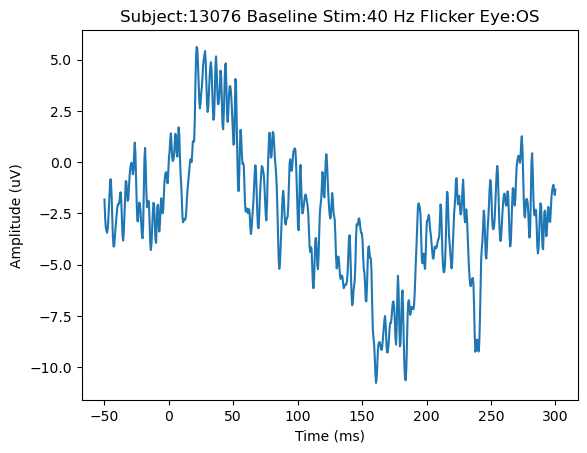 Subject:13076 Baseline Stim:40 Hz Flicker Eye:OS
Amplitude (uV)
5.0
2.5
0.0
−2.5
−5.0
−7.5
−10.0
−50 0 50 100 150 200 250 300
Time (ms)